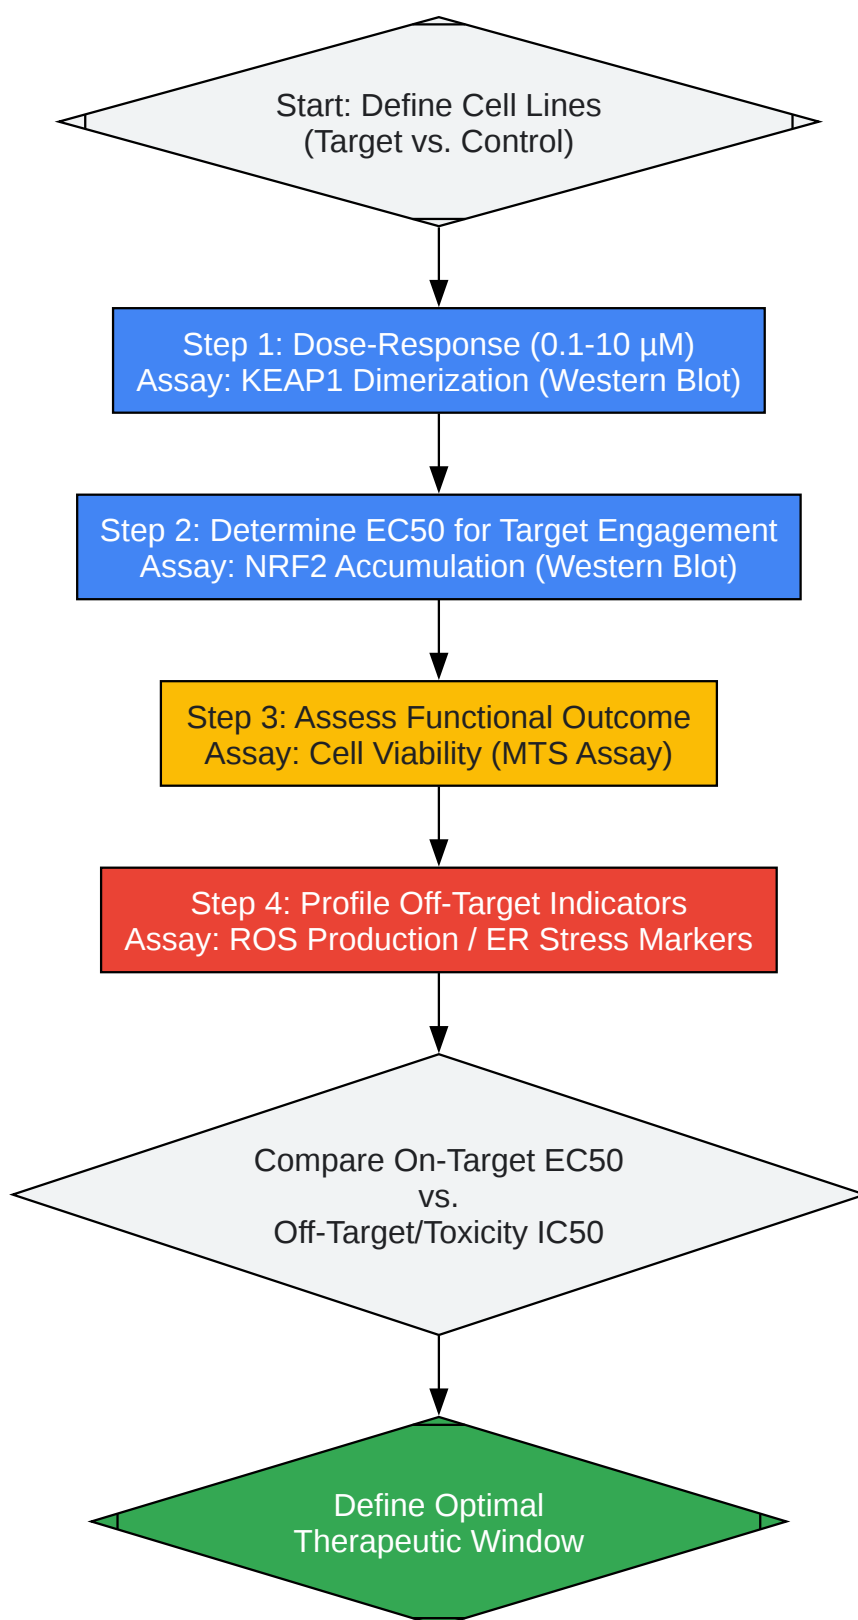 Start: Define Cell Lines
(Target vs. Control)
Step 1: Dose-Response (0.1-10 µM)
Assay: KEAP1 Dimerization (Western Blot)
Step 2: Determine EC50 for Target Engagement
Assay: NRF2 Accumulation (Western Blot)
Step 3: Assess Functional Outcome
Assay: Cell Viability (MTS Assay)
Step 4: Profile Off-Target Indicators
Assay: ROS Production / ER Stress Markers
Compare On-Target EC50
vs.
Off-Target/Toxicity IC50
Define Optimal
Therapeutic Window